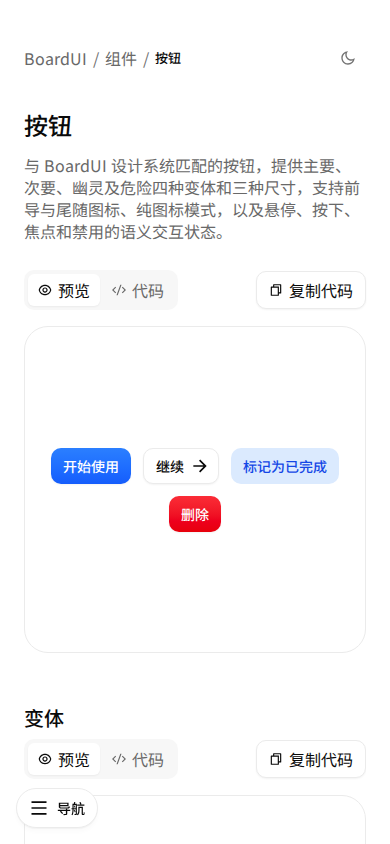 BoardUI / 组件 / 按钮
按钮
与 BoardUI 设计系统匹配的按钮，提供主要、
次要、幽灵及危险四种变体和三种尺寸，支持前
导与尾随图标、纯图标模式，以及悬停、按下、
焦点和禁用的语义交互状态。
预览 代码 复制代码
开始使用 继续 标记为已完成
删除
变体
预览 代码 复制代码
导航